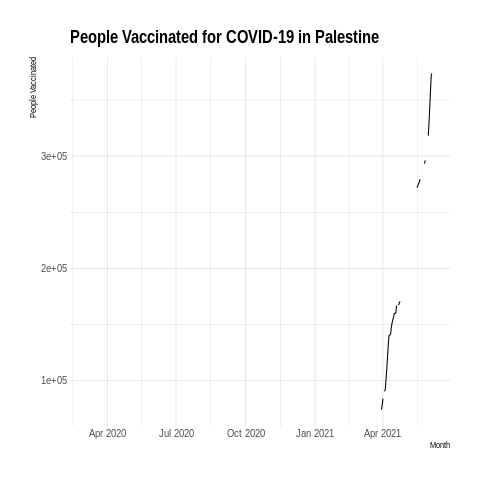 People Vaccinated for COVID-19 in Palestine
People Vaccinated
3e+05
2e+05
1e+05
Apr 2020 Jul 2020 Oct 2020 Jan 2021 Apr 2021
Month